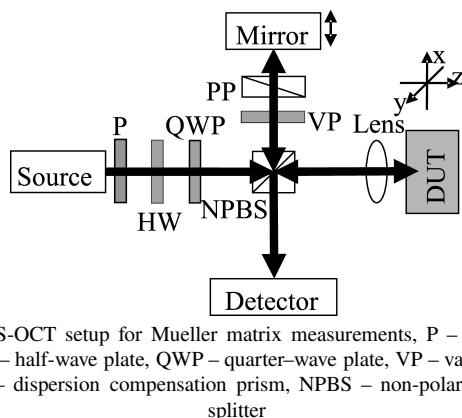 Mirror
x
z
y
PP
P
QWP
VP
Lens
Source
DUT
HW
NPBS
Detector
S-OCT setup for Mueller matrix measurements, P –
– half-wave plate, QWP – quarter–wave plate, VP – va
– dispersion compensation prism, NPBS – non-polar
splitter